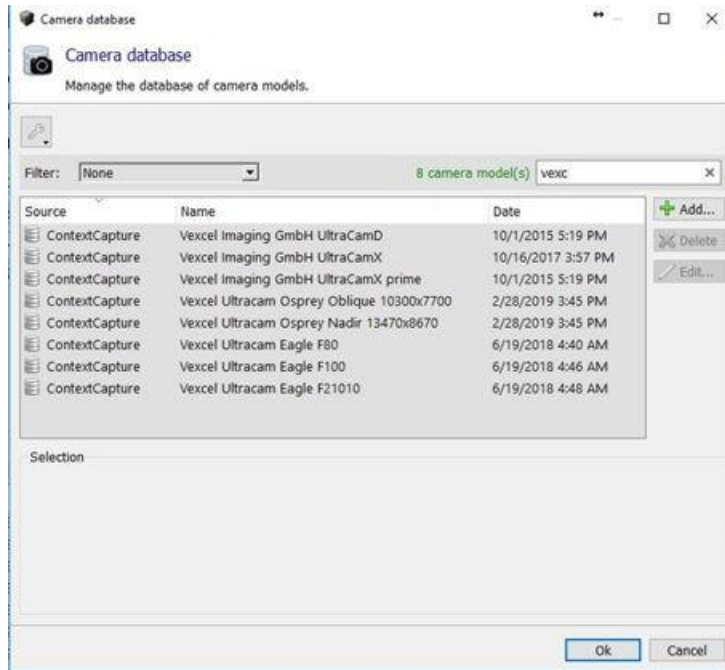 Camera database
Camera database
Manage the database of camera models.
Filter: None 8 camera model(s) vexc
Source Name Date
ContextCapture Vexcel Imaging GmbH UltraCamD 10/1/2015 5:19 PM
ContextCapture Vexcel Imaging GmbH UltraCamX 10/16/2017 3:57 PM
ContextCapture Vexcel Imaging GmbH UltraCamX prime 10/1/2015 5:19 PM
ContextCapture Vexcel Ultracam Osprey Oblique 10300x7700 2/28/2019 3:45 PM
ContextCapture Vexcel Ultracam Osprey Nadir 13470x8670 2/28/2019 3:45 PM
ContextCapture Vexcel Ultracam Eagle F80 6/19/2018 4:40 AM
ContextCapture Vexcel Ultracam Eagle F100 6/19/2018 4:46 AM
ContextCapture Vexcel Ultracam Eagle F21010 6/19/2018 4:48 AM
Add...
Delete
Edit...
Selection
Ok Cancel